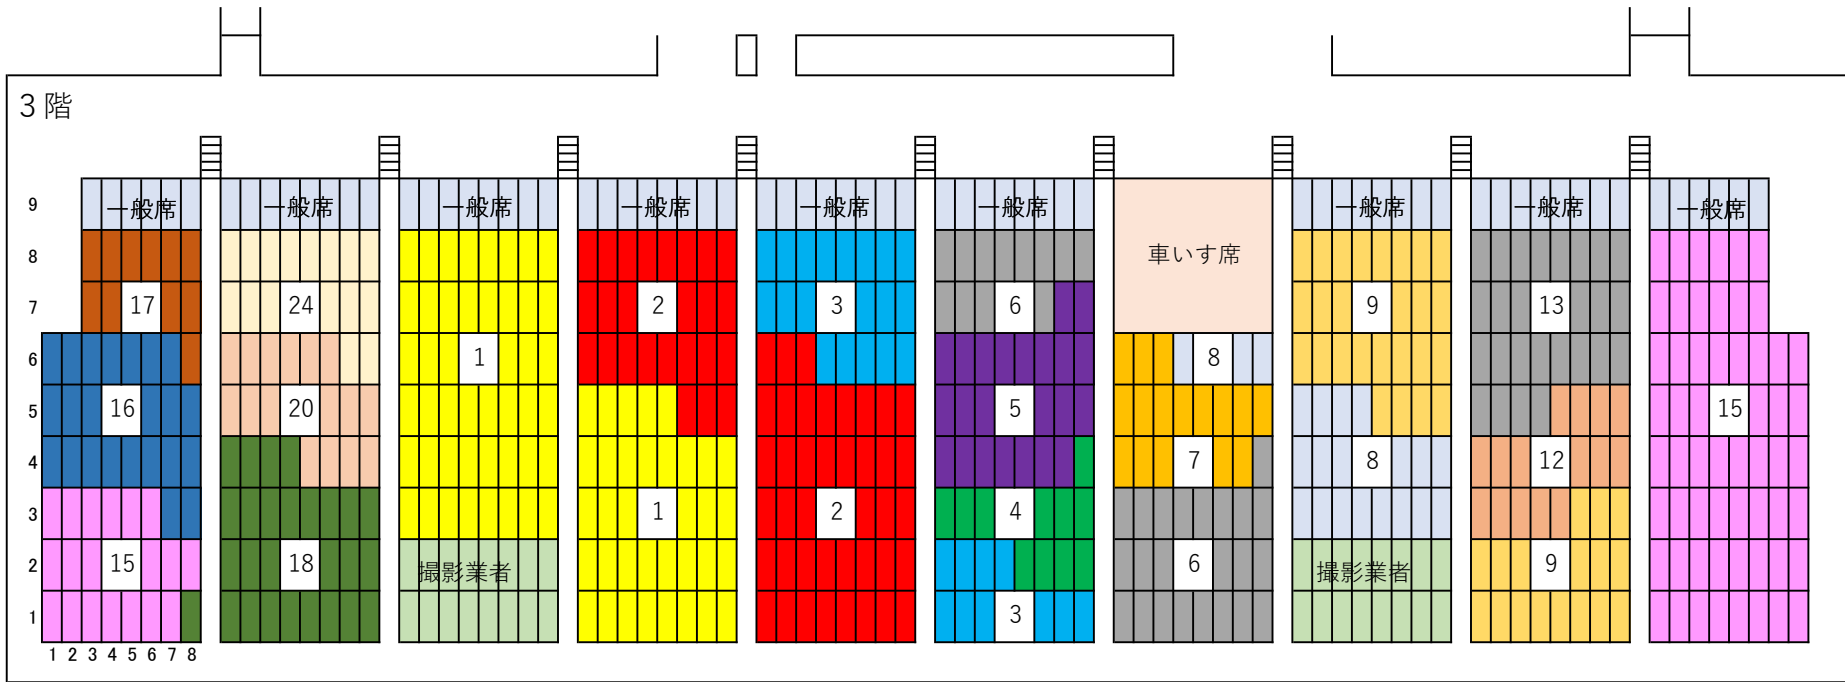 3階
9 一般席 一般席 一般席 一般席 一般席 一般席 一般席 一般席 一般席
8 車いす席
7 17 24 2 3 6 9 13
6 1 8
5 16 20 5 15
4 7 8 12
3 1 2 4
2 15 18 撮影業者 6 撮影業者 9
1 3
1 2 3 4 5 6 7 8